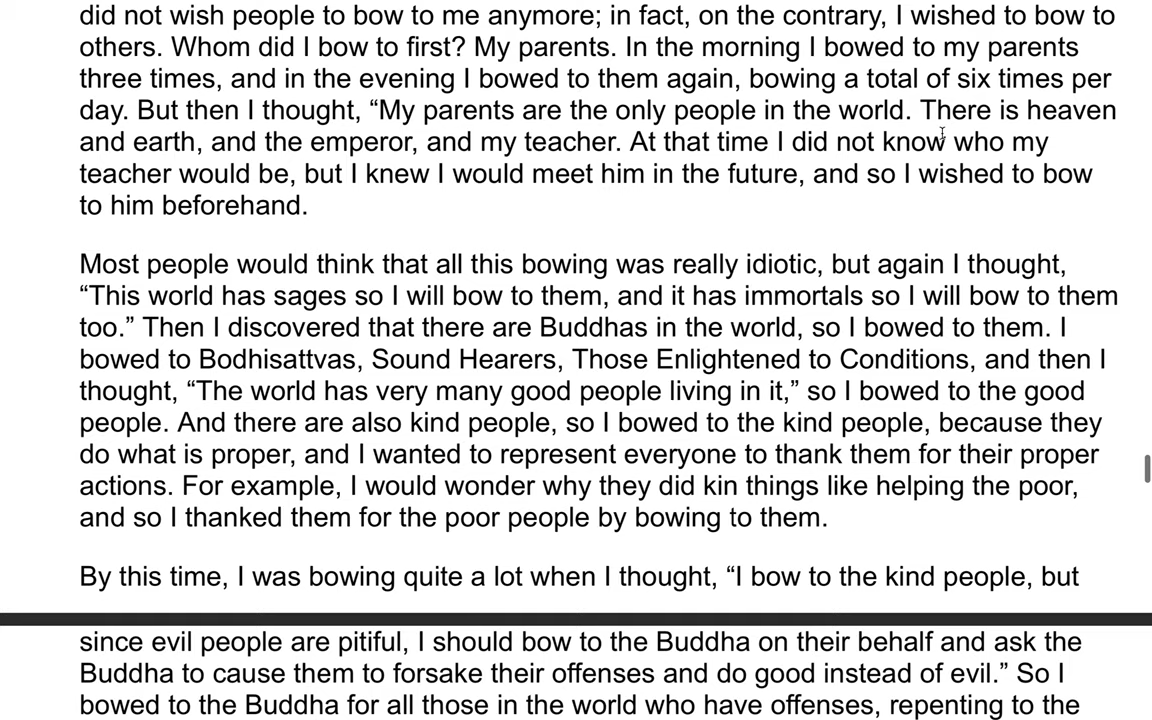 did not wish people to bow to me anymore; in fact, on the contrary, I wished to bow to
others. Whom did I bow to first? My parents. In the morning I bowed to my parents
three times, and in the evening I bowed to them again, bowing a total of six times per
day. But then I thought, “My parents are the only people in the world. There is heaven
and earth, and the emperor, and my teacher. At that time I did not know who my
teacher would be, but I knew I would meet him in the future, and so I wished to bow
to him beforehand.
Most people would think that all this bowing was really idiotic, but again I thought,
“This world has sages so I will bow to them, and it has immortals so I will bow to them
too.” Then I discovered that there are Buddhas in the world, so I bowed to them. I
bowed to Bodhisattvas, Sound Hearers, Those Enlightened to Conditions, and then I
thought, “The world has very many good people living in it,” so I bowed to the good
people. And there are also kind people, so I bowed to the kind people, because they
do what is proper, and I wanted to represent everyone to thank them for their proper
actions. For example, I would wonder why they did kin things like helping the poor,
and so I thanked them for the poor people by bowing to them.
By this time, I was bowing quite a lot when I thought, “I bow to the kind people, but
since evil people are pitiful, I should bow to the Buddha on their behalf and ask the
Buddha to cause them to forsake their offenses and do good instead of evil.” So I
bowed to the Buddha for all those in the world who have offenses, repenting to the